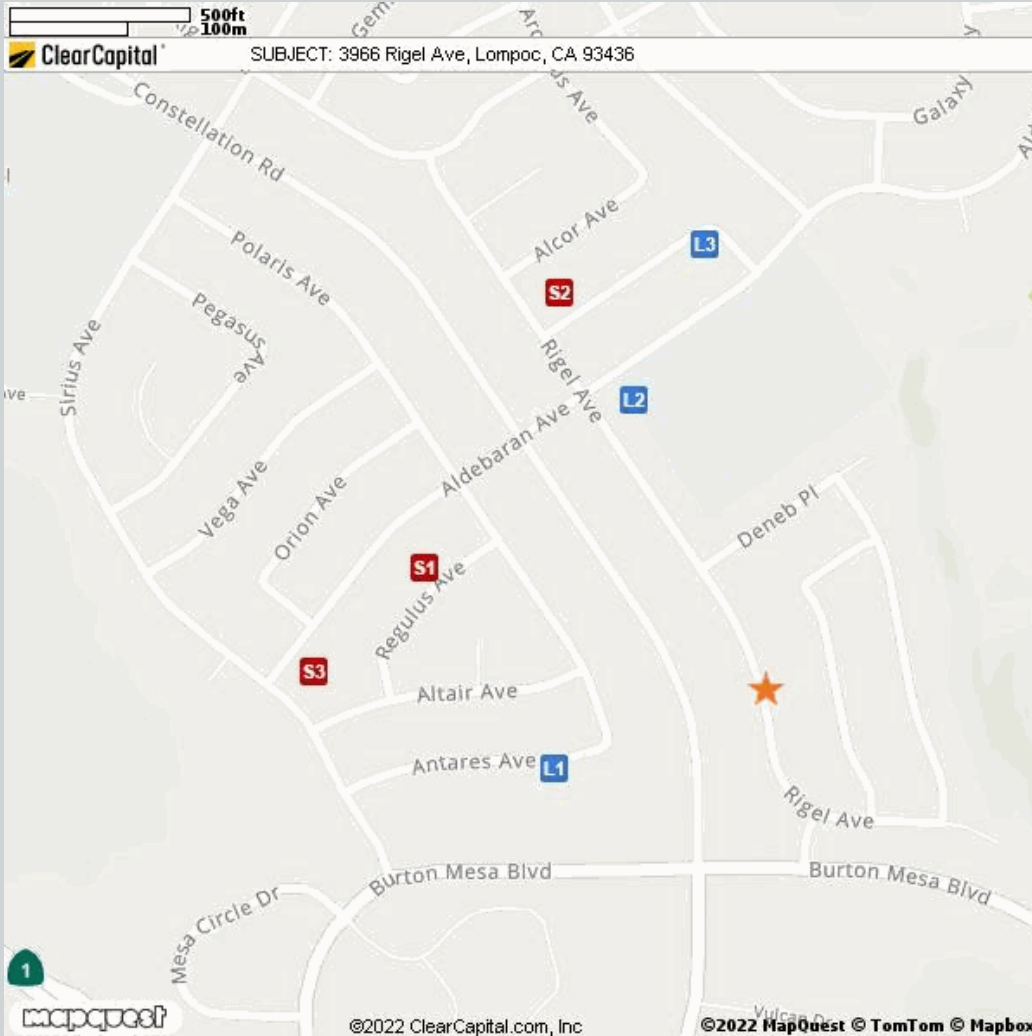 500ft
100m
ClearCapital
SUBJECT: 3966 Rigel Ave, Lompoc, CA 93436
Constellation Rd
Galaxy
Alcor Ave
L3
Polaris Ave
S2
Pegasus Ave
Sirius Ave
Rigel Ave
L2
ave
Aldebaran Ave
Vega Ave
Orion Ave
Deneb Pl
S1
Regulus Ave
S3
Altair Ave
Antares Ave
L1
Rigel Ave
Burton Mesa Blvd
Burton Mesa Blvd
Mesa Circle Dr
1
mapquest
©2022 ClearCapital.com, Inc
Vulcan Dr
©2022 MapQuest © TomTom © Mapbox